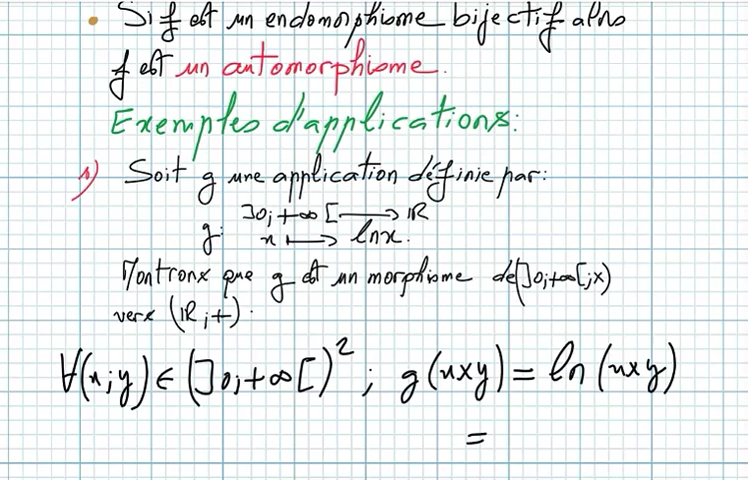 • Si f est un endomorphisme bijectif alors
f est un automorphisme.
Exemples d'applications:
1) Soit g une application définie par:
]0;+∞[ ⟶ ℝ
g: x ⟼ lnx.
Montrons que g est un morphisme de (]0;+∞[;×)
vers (ℝ;+).
∀(x;y) ∈ (]0;+∞[)²; g(x×y) = ln(x×y)
=